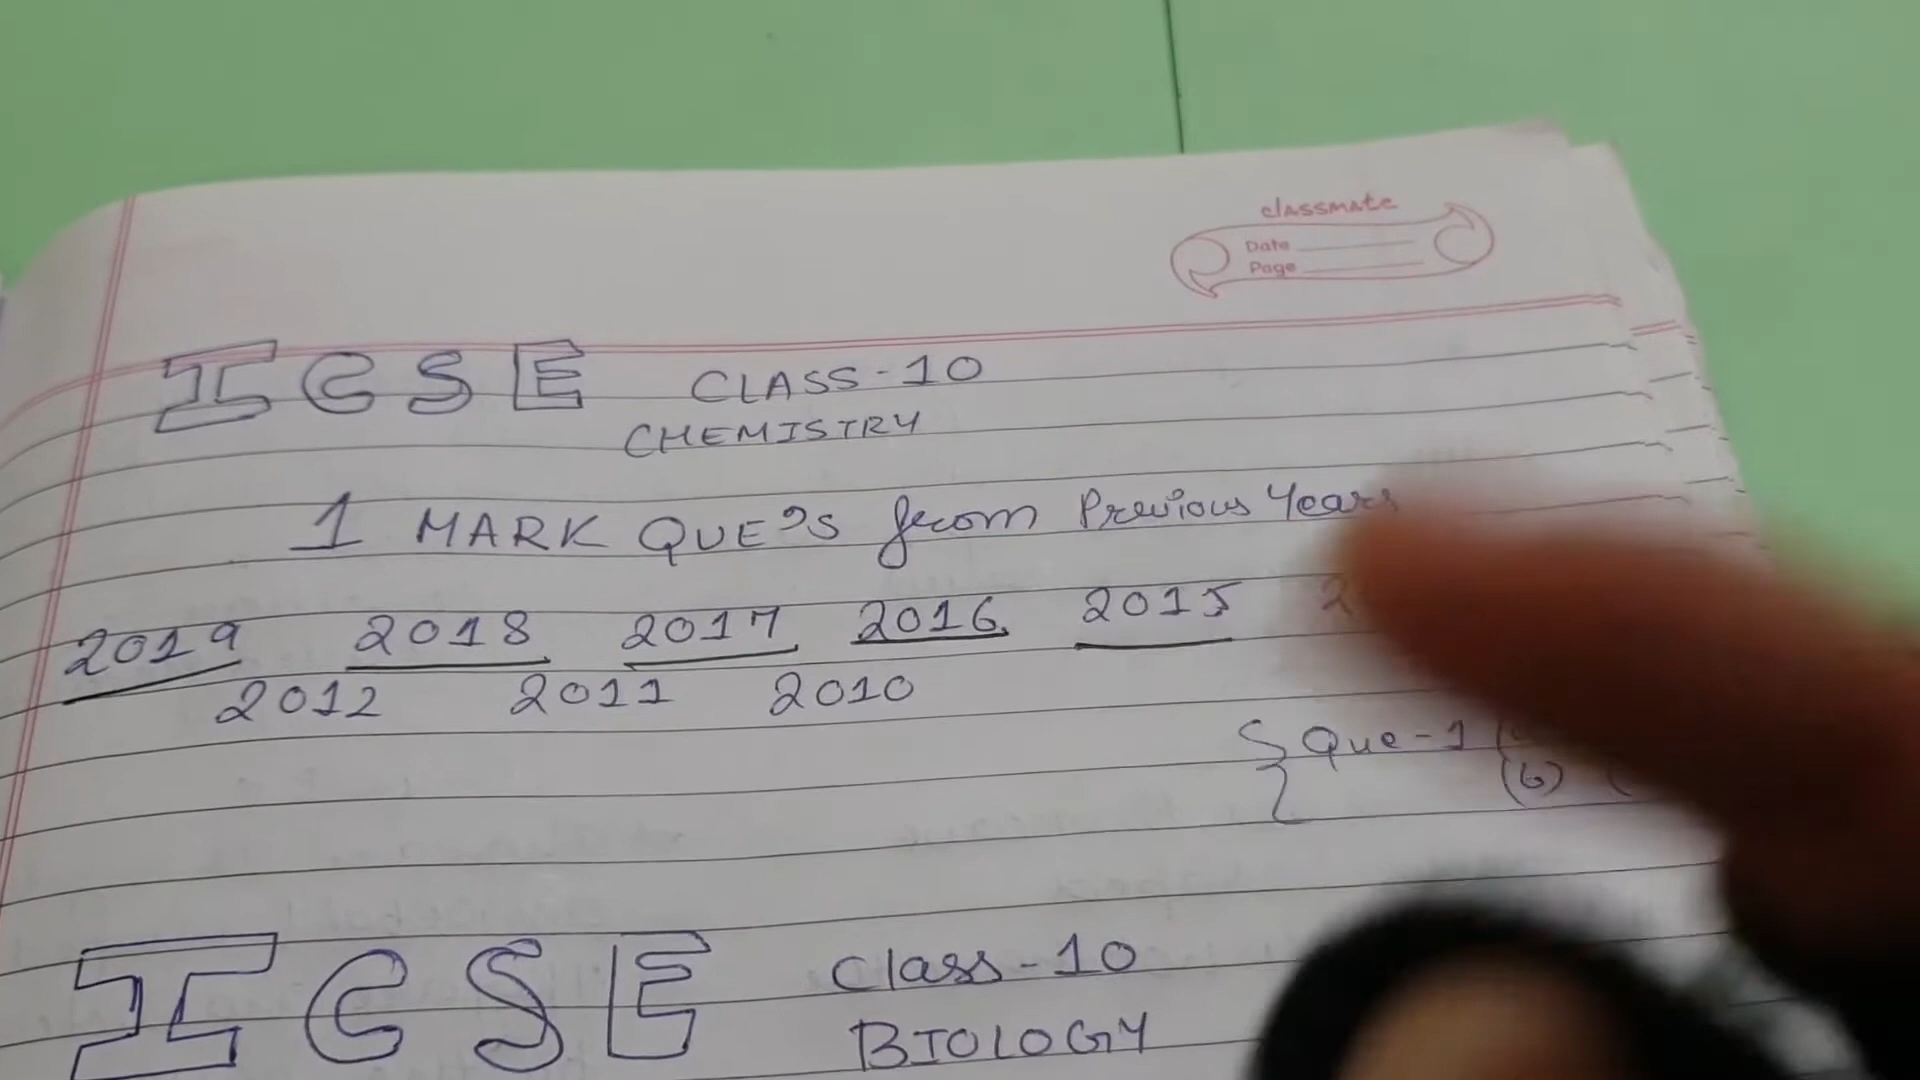 classmate
Date
Page
ICSE CLASS-10
CHEMISTRY
1 MARK QUE'S from Previous Years
2019 2018 2017 2016 2015
2012 2011 2010
Que-1
(b)
ICSE Class-10
BIOLOGY